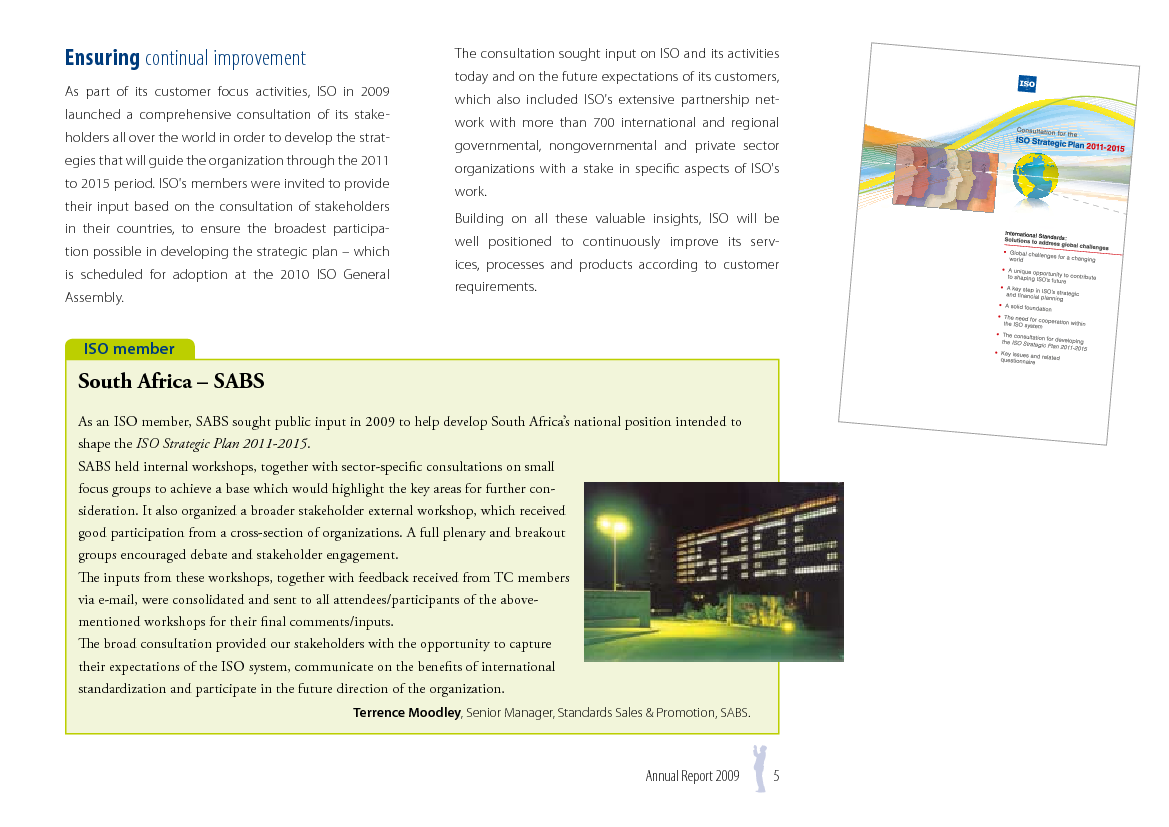 Ensuring continual improvement
As part of its customer focus activities, ISO in 2009
launched a comprehensive consultation of its stake-
holders all over the world in order to develop the strat-
egies that will guide the organization through the 2011
to 2015 period. ISO's members were invited to provide
their input based on the consultation of stakeholders
in their countries, to ensure the broadest participa-
tion possible in developing the strategic plan – which
is scheduled for adoption at the 2010 ISO General
Assembly.
The consultation sought input on ISO and its activities
today and on the future expectations of its customers,
which also included ISO's extensive partnership net-
work with more than 700 international and regional
governmental, nongovernmental and private sector
organizations with a stake in specific aspects of ISO's
work.
Building on all these valuable insights, ISO will be
well positioned to continuously improve its serv-
ices, processes and products according to customer
requirements.
ISO
Consultation for the
ISO Strategic Plan 2011-2015
International Standards:
Solutions to address global challenges
• Global challenges for a changing
world
• A unique opportunity to contribute
to shaping ISO's future
• A key step in ISO's strategic
and financial planning
• A solid foundation
• The need for cooperation within
the ISO system
• The consultation for developing
the ISO Strategic Plan 2011-2015
• Key issues and related
questionnaire
ISO member
South Africa – SABS
As an ISO member, SABS sought public input in 2009 to help develop South Africa's national position intended to
shape the ISO Strategic Plan 2011-2015.
SABS held internal workshops, together with sector-specific consultations on small
focus groups to achieve a base which would highlight the key areas for further con-
sideration. It also organized a broader stakeholder external workshop, which received
good participation from a cross-section of organizations. A full plenary and breakout
groups encouraged debate and stakeholder engagement.
The inputs from these workshops, together with feedback received from TC members
via e-mail, were consolidated and sent to all attendees/participants of the above-
mentioned workshops for their final comments/inputs.
The broad consultation provided our stakeholders with the opportunity to capture
their expectations of the ISO system, communicate on the benefits of international
standardization and participate in the future direction of the organization.
Terrence Moodley, Senior Manager, Standards Sales & Promotion, SABS.
Annual Report 2009 5